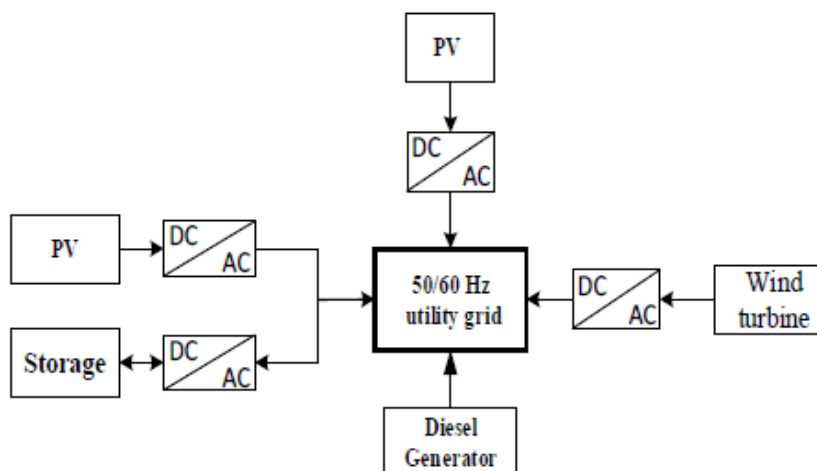 PV
DC
AC
PV
DC
AC
50/60 Hz
utility grid
DC
AC
Wind
turbine
Storage
DC
AC
Diesel
Generator